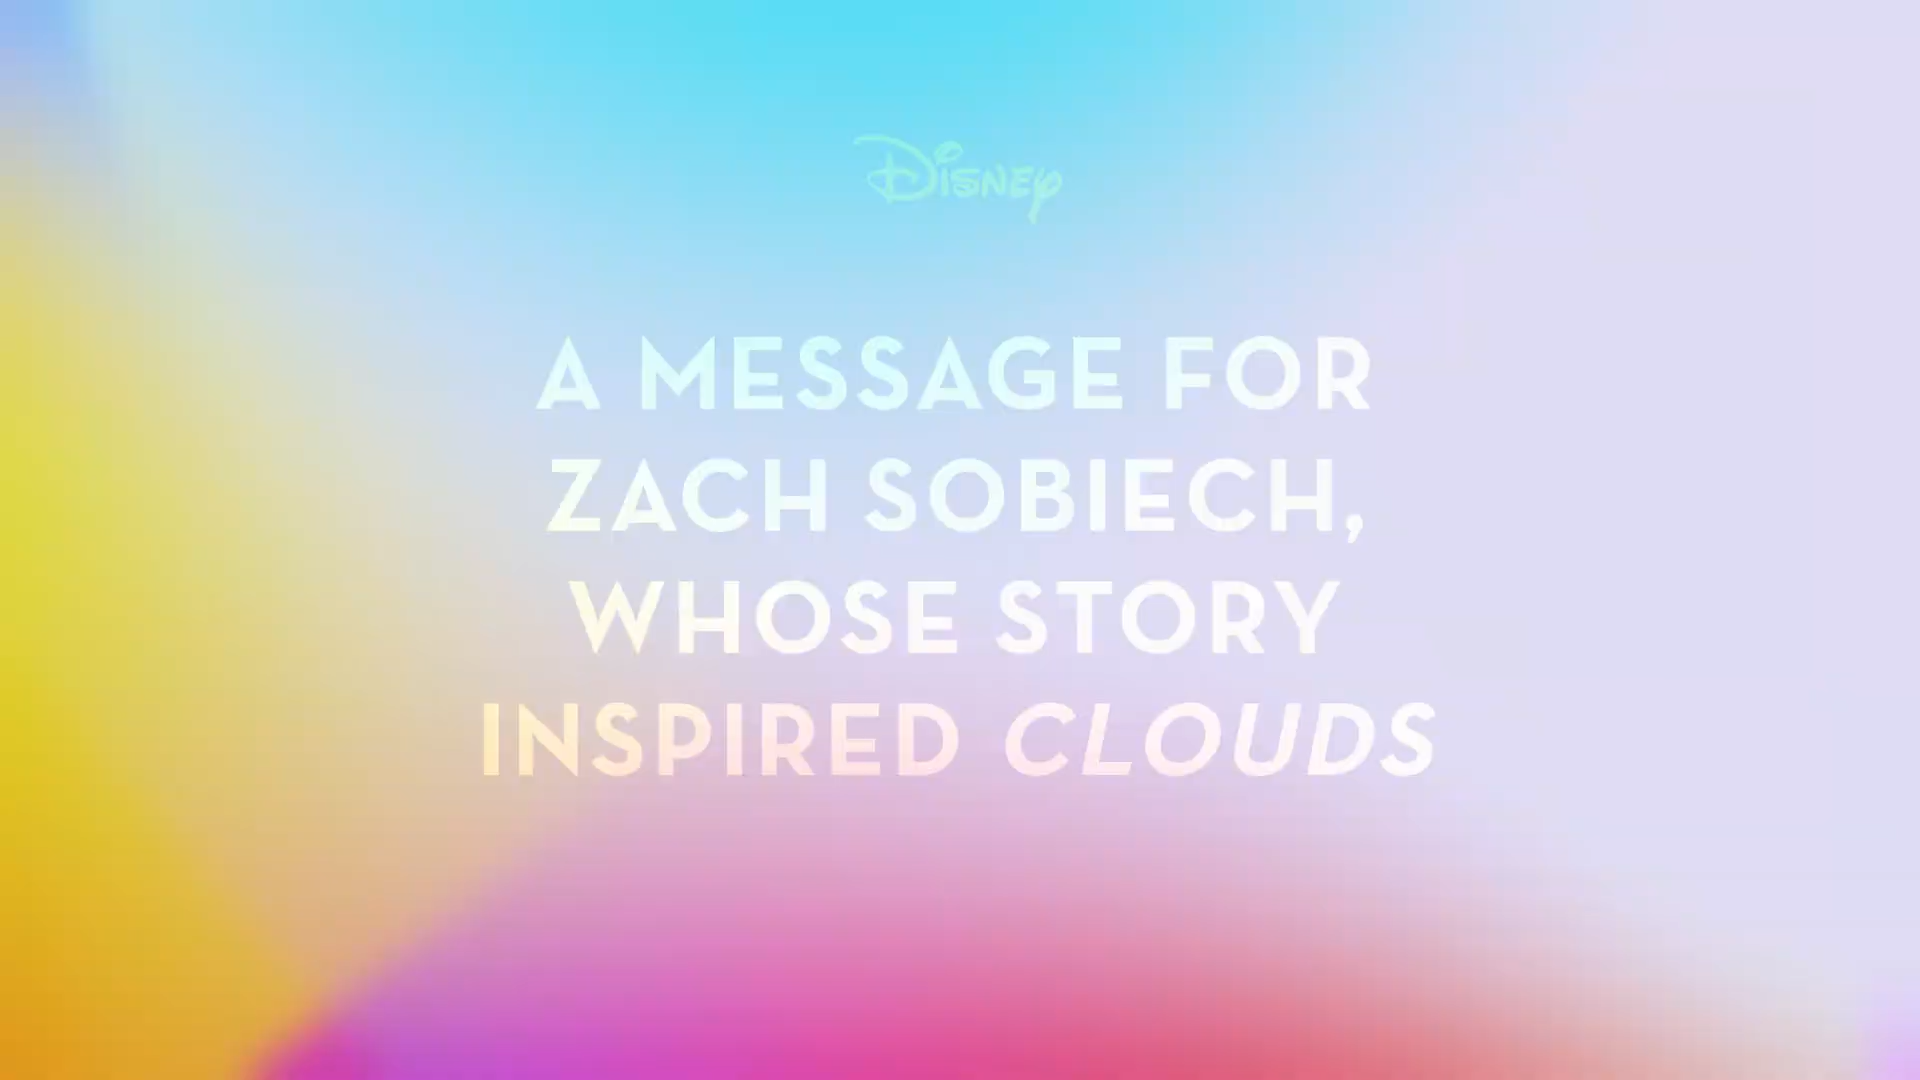 Disney
A MESSAGE FOR
ZACH SOBIECH,
WHOSE STORY
INSPIRED CLOUDS